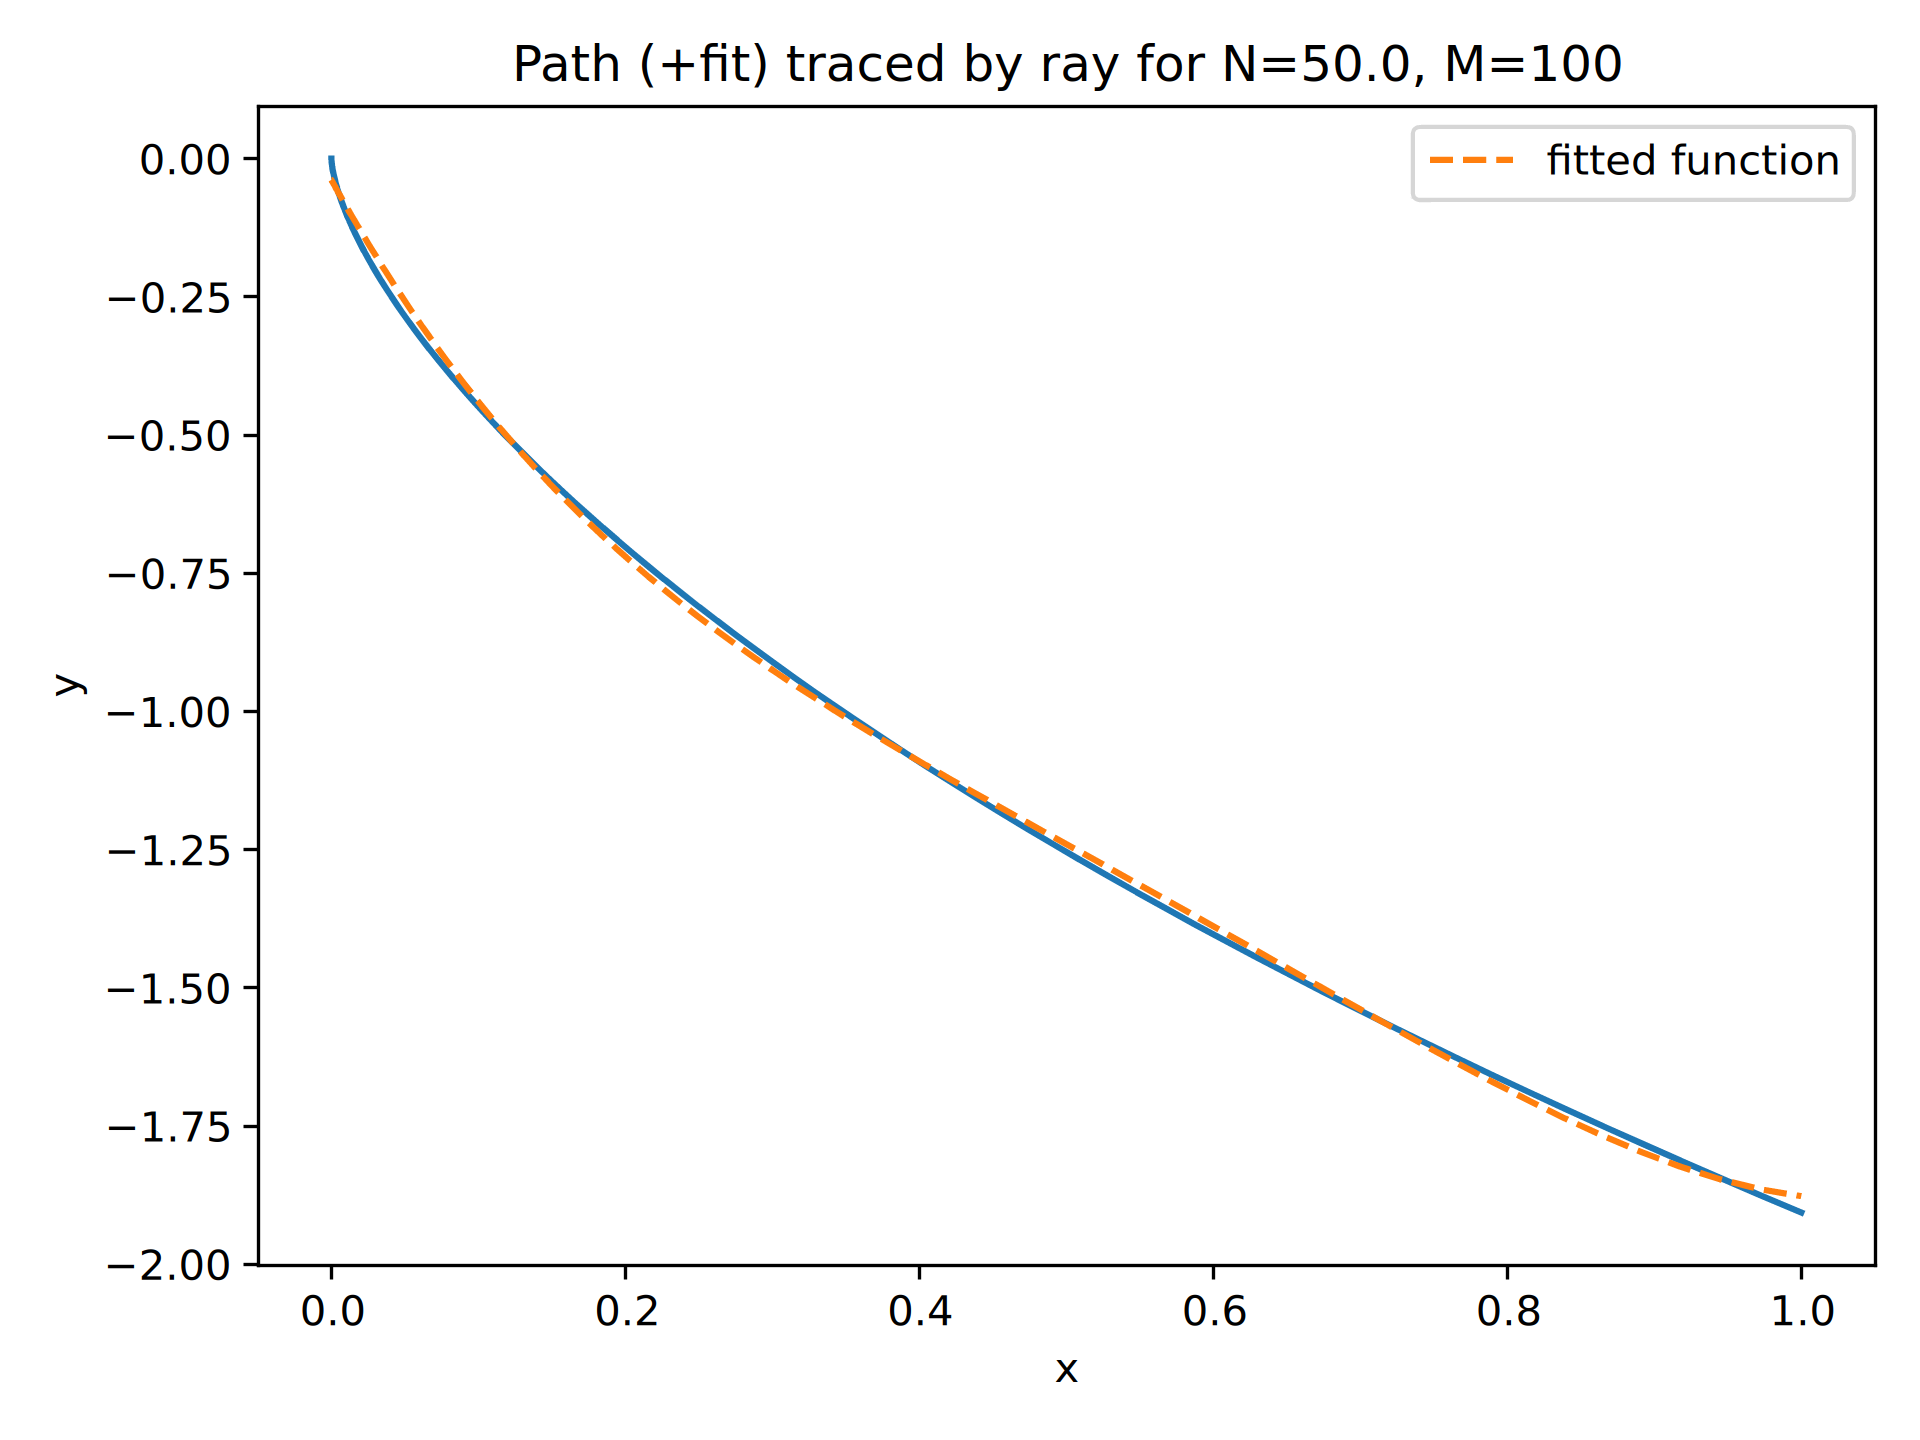 Path (+fit) traced by ray for N=50.0, M=100
fitted function
0.00
−0.25
−0.50
−0.75
−1.00
−1.25
−1.50
−1.75
−2.00
y
0.0 0.2 0.4 0.6 0.8 1.0
x